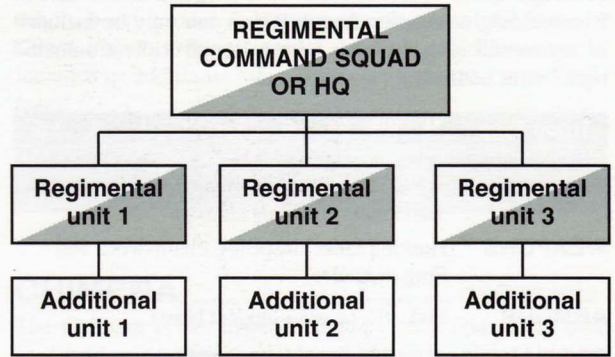 REGIMENTAL
COMMAND SQUAD
OR HQ
Regimental
unit 1
Regimental
unit 2
Regimental
unit 3
Additional
unit 1
Additional
unit 2
Additional
unit 3